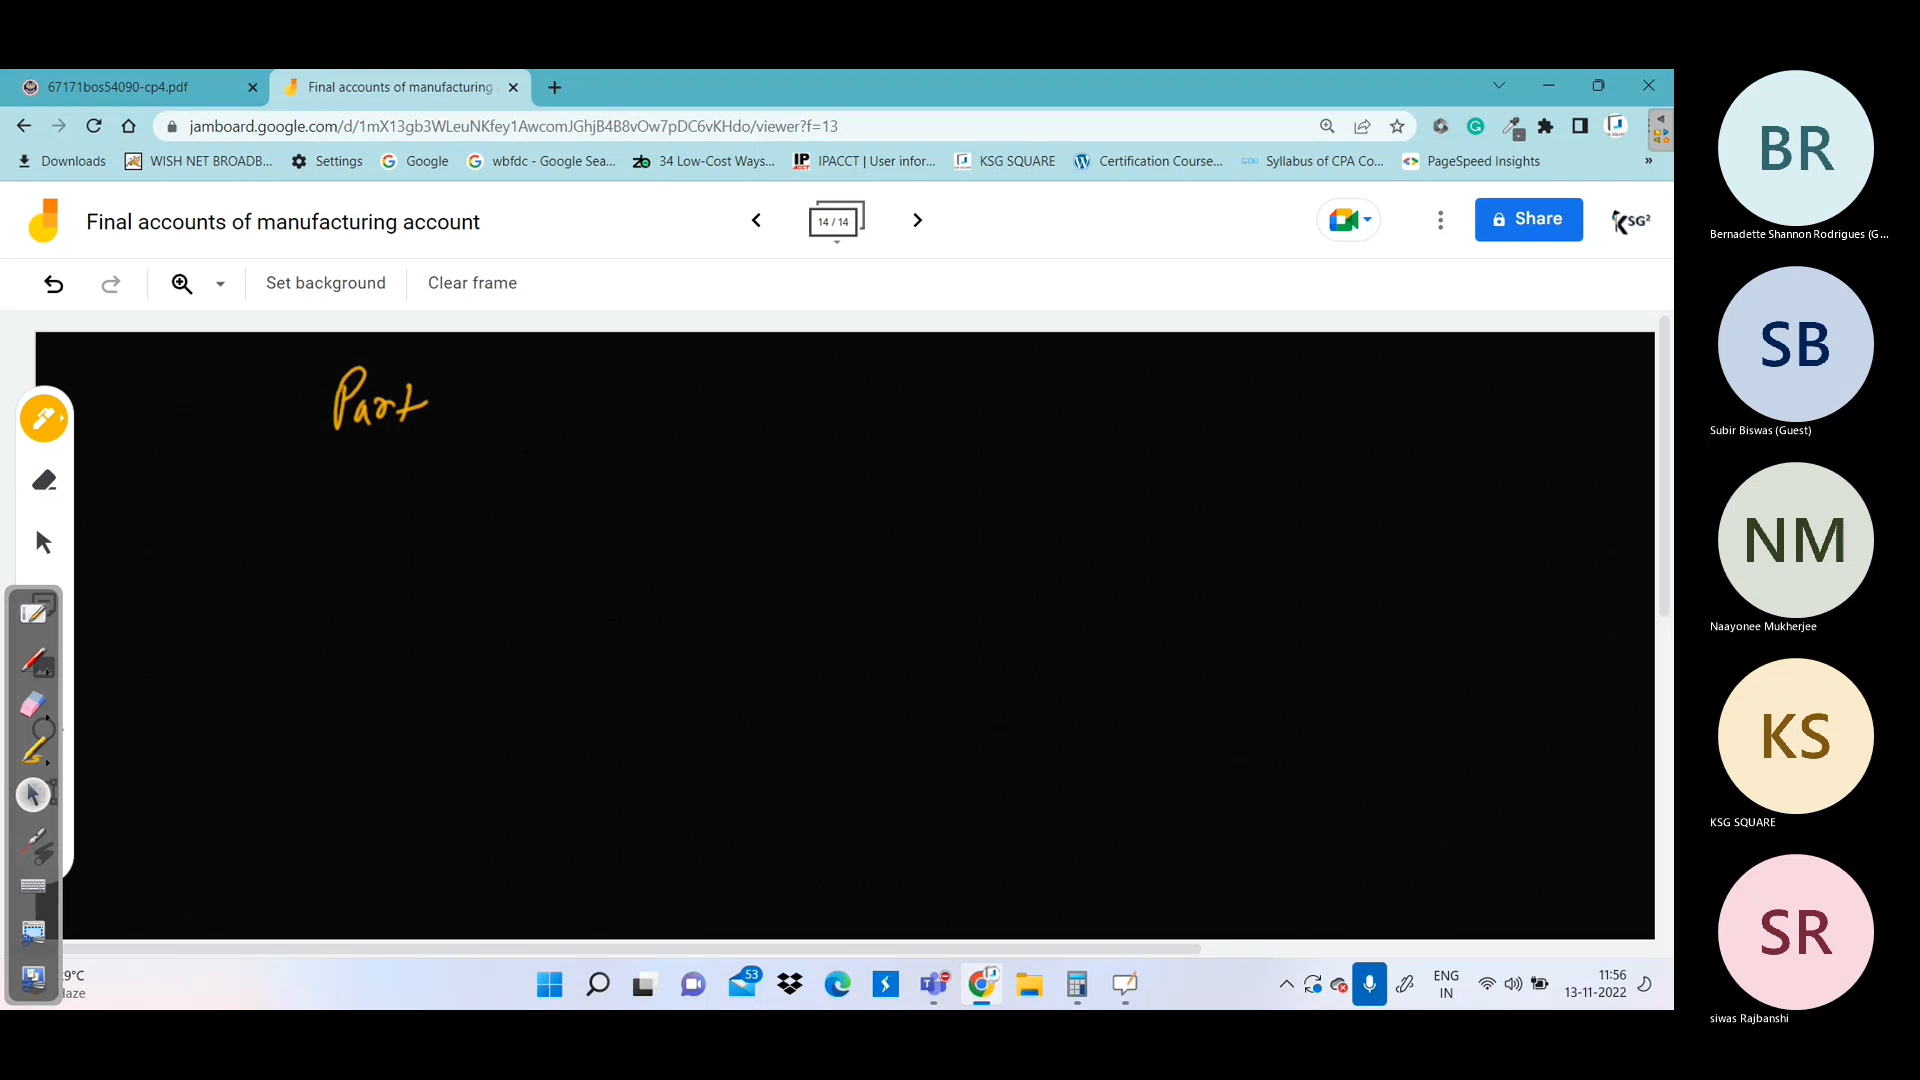 67171bos54090-cp4.pdf
Final accounts of manufacturing
jamboard.google.com/d/1mX13gb3WLeuNKfey1AwcomJGhjB4B8vOw7pDC6vKHdo/viewer?f=13
Downloads
WISH NET BROADB...
Settings
Google
wbfdc - Google Sea...
34 Low-Cost Ways...
IPACCT | User infor...
KSG SQUARE
Certification Course...
Syllabus of CPA Co...
PageSpeed Insights
»
Final accounts of manufacturing account
14 / 14
Share
KSG²
Set background
Clear frame
Part
BR
Bernadette Shannon Rodrigues (G...
SB
Subir Biswas (Guest)
NM
Naayonee Mukherjee
KS
KSG SQUARE
SR
siwas Rajbanshi
9°C
53
ENG
IN
11:56
13-11-2022